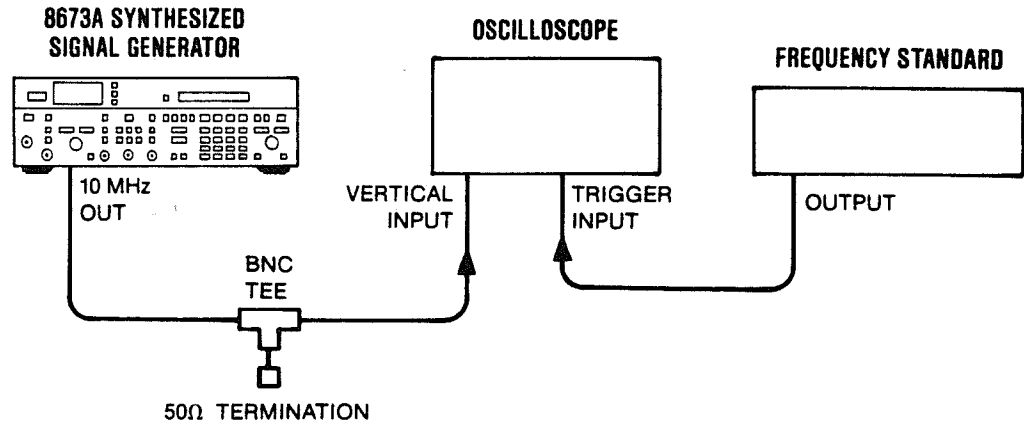 8673A SYNTHESIZED
SIGNAL GENERATOR
OSCILLOSCOPE
FREQUENCY STANDARD
10 MHz
OUT
VERTICAL
INPUT
TRIGGER
INPUT
OUTPUT
BNC
TEE
50Ω TERMINATION